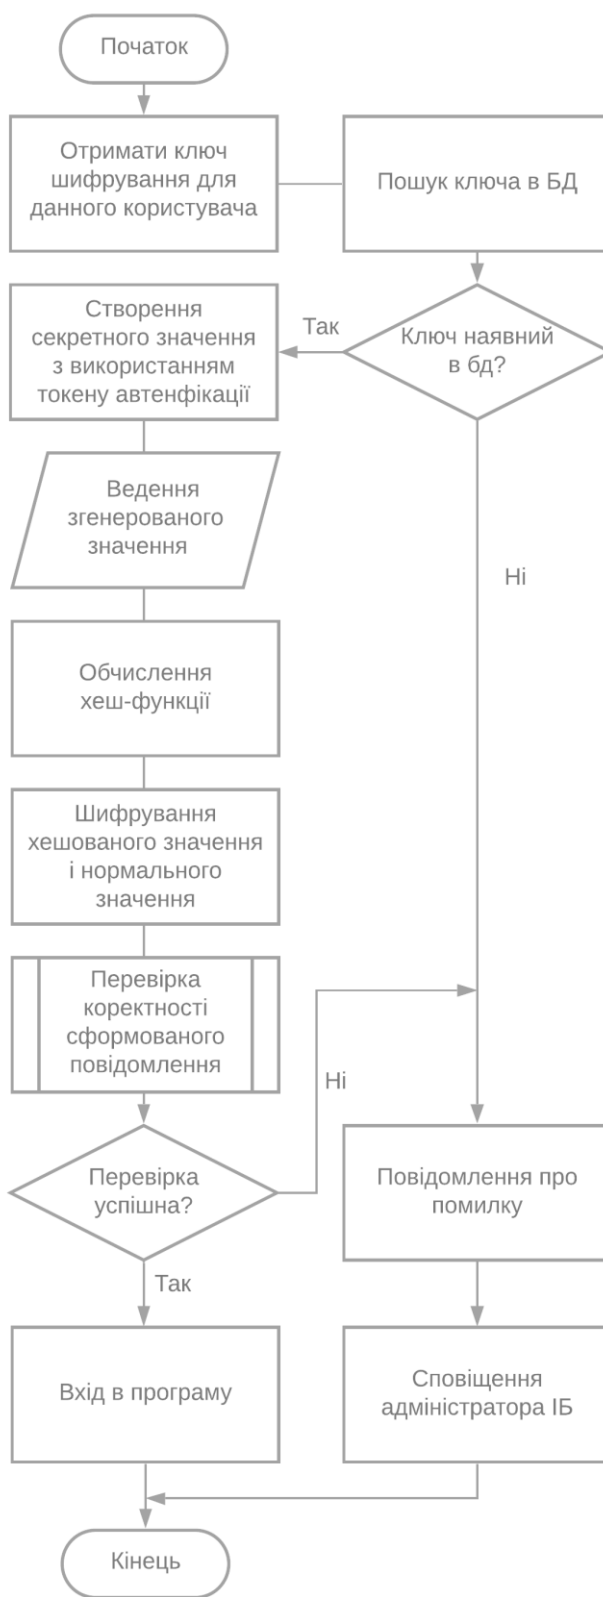 Початок
Отримати ключ
шифрування для
данного користувача
Пошук ключа в БД
Створення
секретного значення
з використанням
токену автенфікації
Так
Ключ наявний
в бд?
Ведення
згенерованого
значення
Ні
Обчислення
хеш-функції
Шифрування
хешованого значення
і нормального
значення
Перевірка
коректності
сформованого
повідомлення
Ні
Перевірка
успішна?
Повідомлення про
помилку
Так
Вхід в програму
Сповіщення
адміністратора ІБ
Кінець